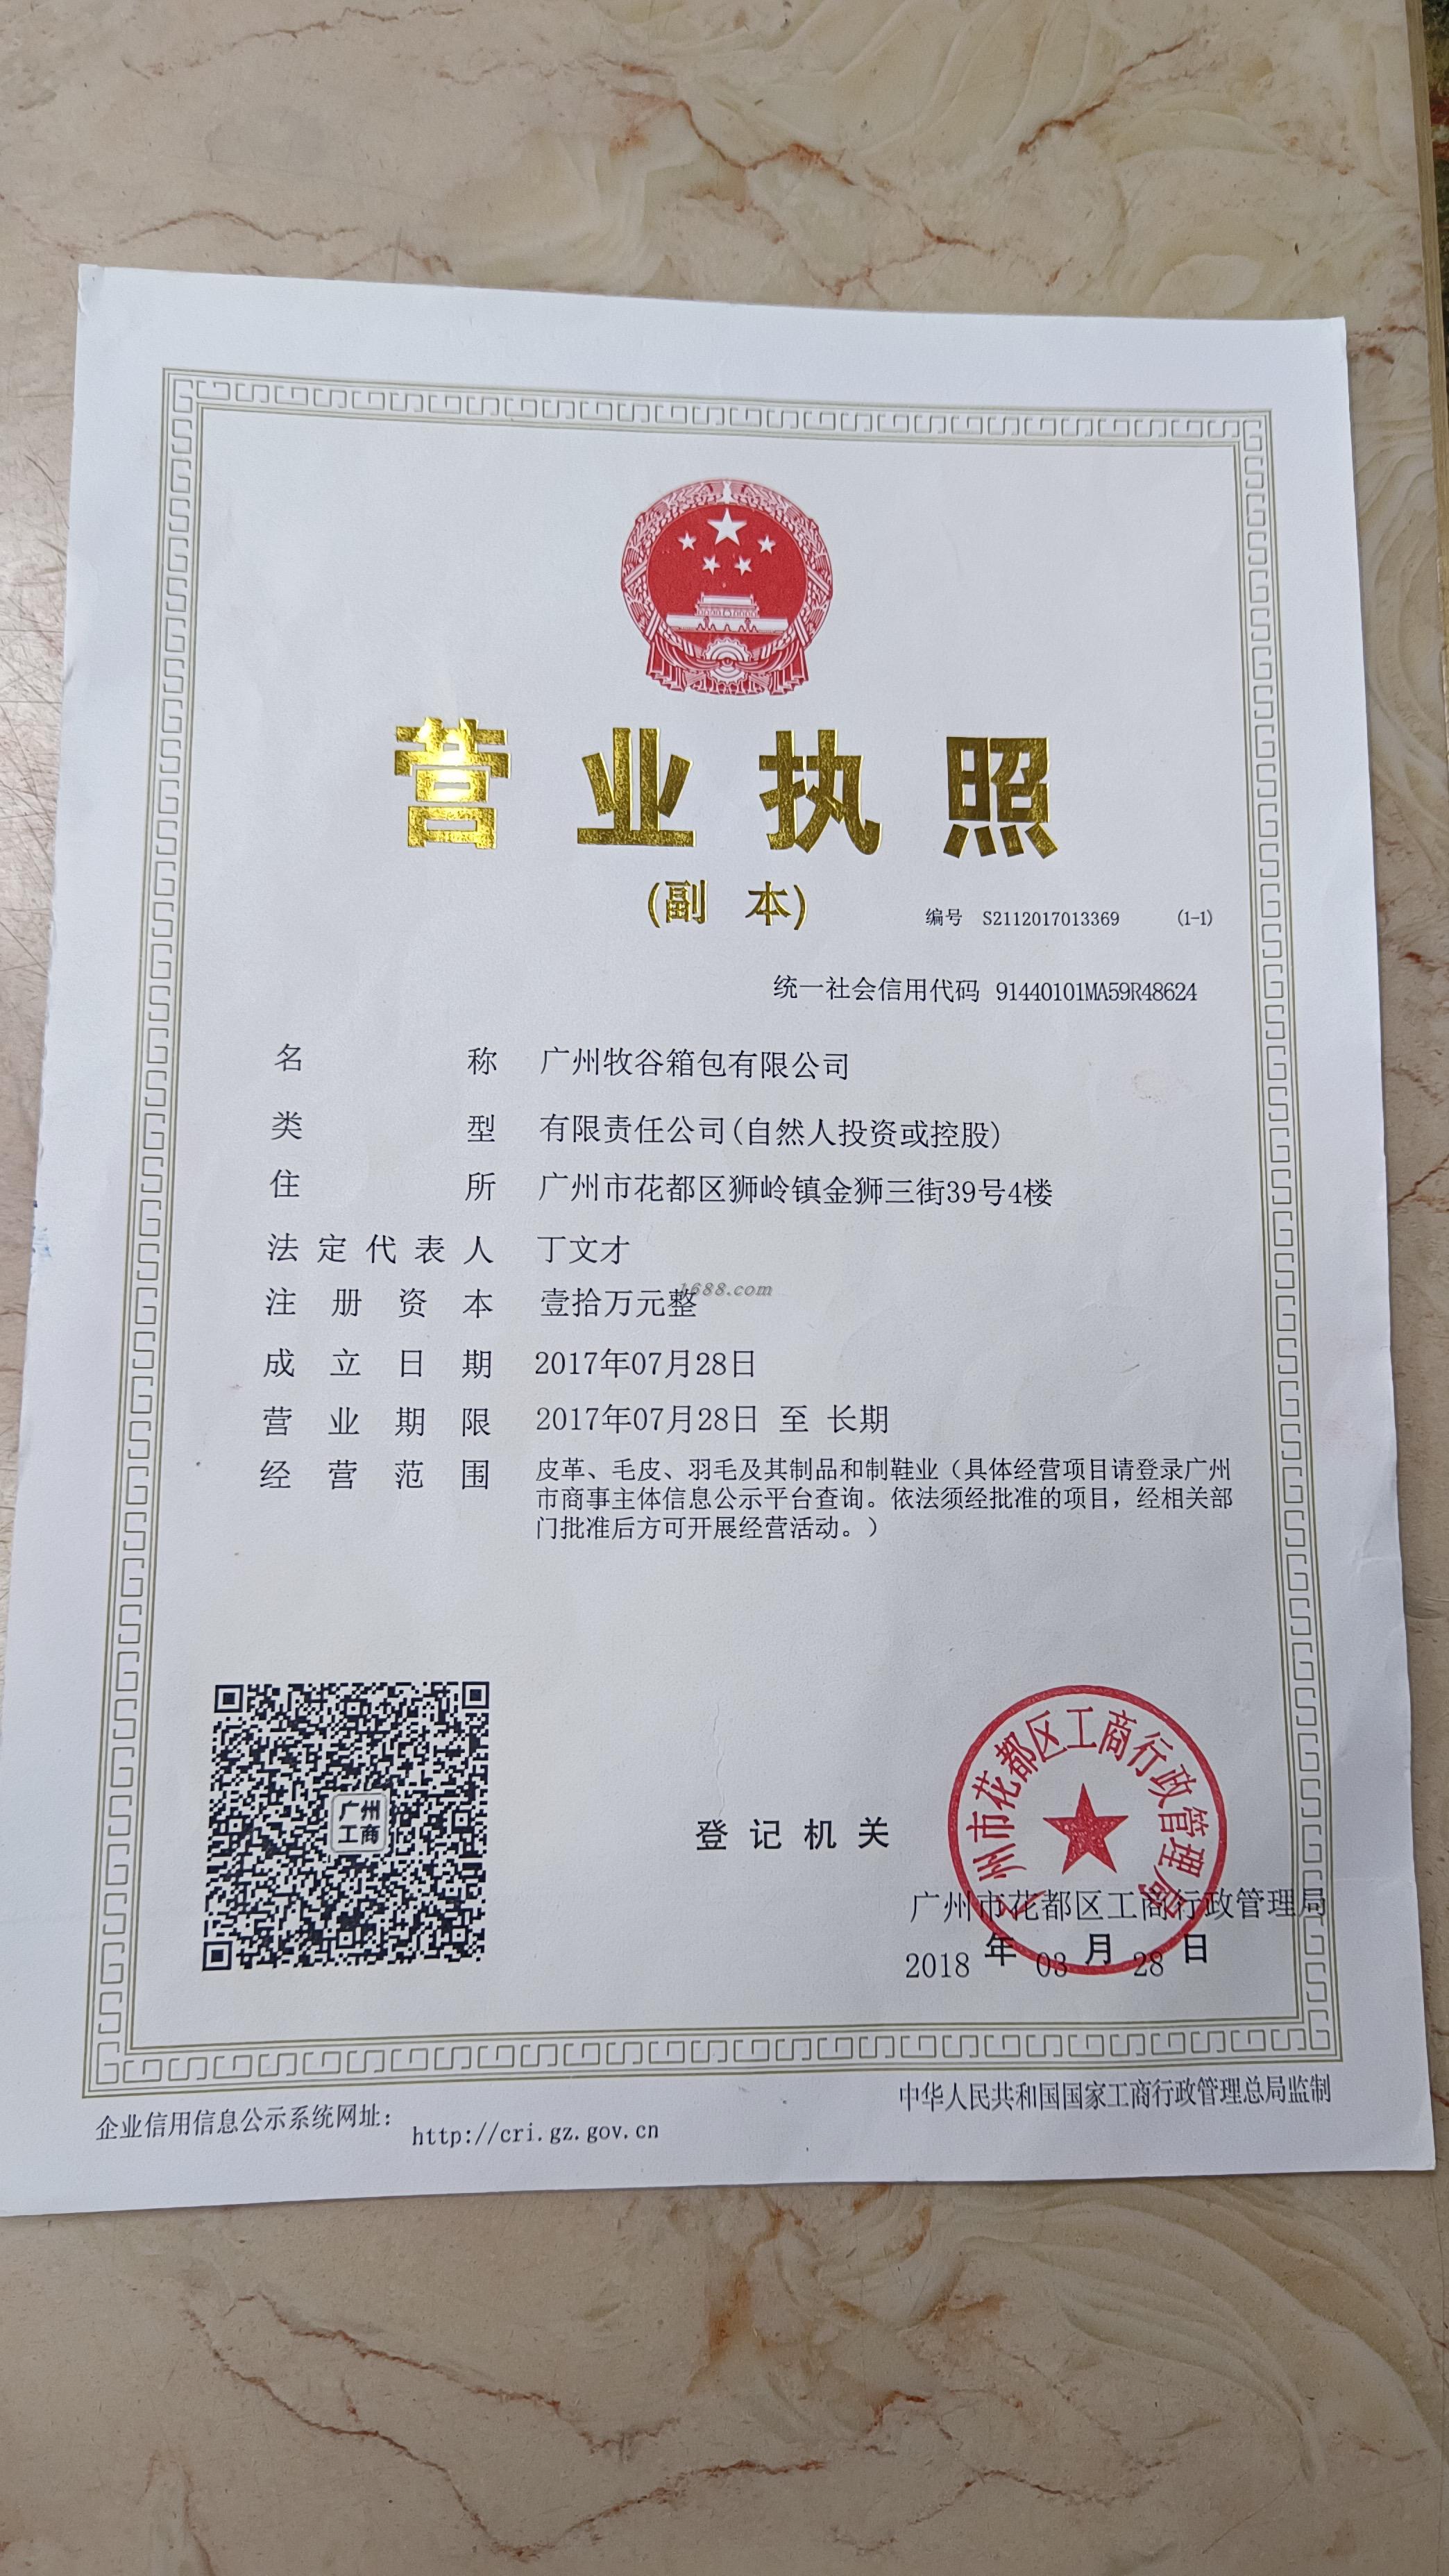 营业执照
(副 本)
编号 S2112017013369 (1-1)
统一社会信用代码 91440101MA59R48624
名称 广州牧谷箱包有限公司
类型 有限责任公司(自然人投资或控股)
住所 广州市花都区狮岭镇金狮三街39号4楼
法定代表人 丁文才
1688.com
注册资本 壹拾万元整
成立日期 2017年07月28日
营业期限 2017年07月28日 至 长期
经营范围 皮革、毛皮、羽毛及其制品和制鞋业（具体经营项目请登录广州
市商事主体信息公示平台查询。依法须经批准的项目，经相关部
门批准后方可开展经营活动。）
广州
工商
登记机关
广州市花都区工商行政管理局
广州市花都区工商行政管理局
2018 年 03 月 28 日
企业信用信息公示系统网址： http://cri.gz.gov.cn
中华人民共和国国家工商行政管理总局监制